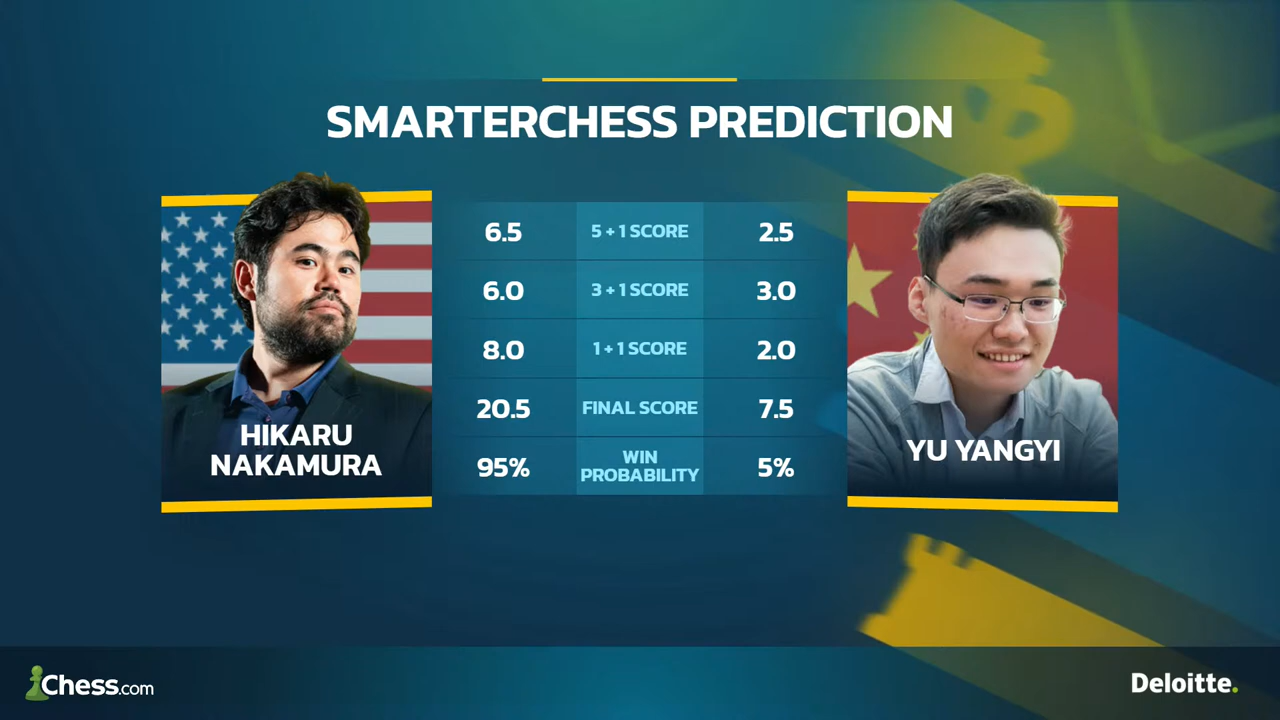 SMARTERCHESS PREDICTION
6.5 5 + 1 SCORE 2.5
6.0 3 + 1 SCORE 3.0
8.0 1 + 1 SCORE 2.0
20.5 FINAL SCORE 7.5
95% WIN PROBABILITY 5%
HIKARU
NAKAMURA
YU YANGYI
Chess.com
Deloitte.